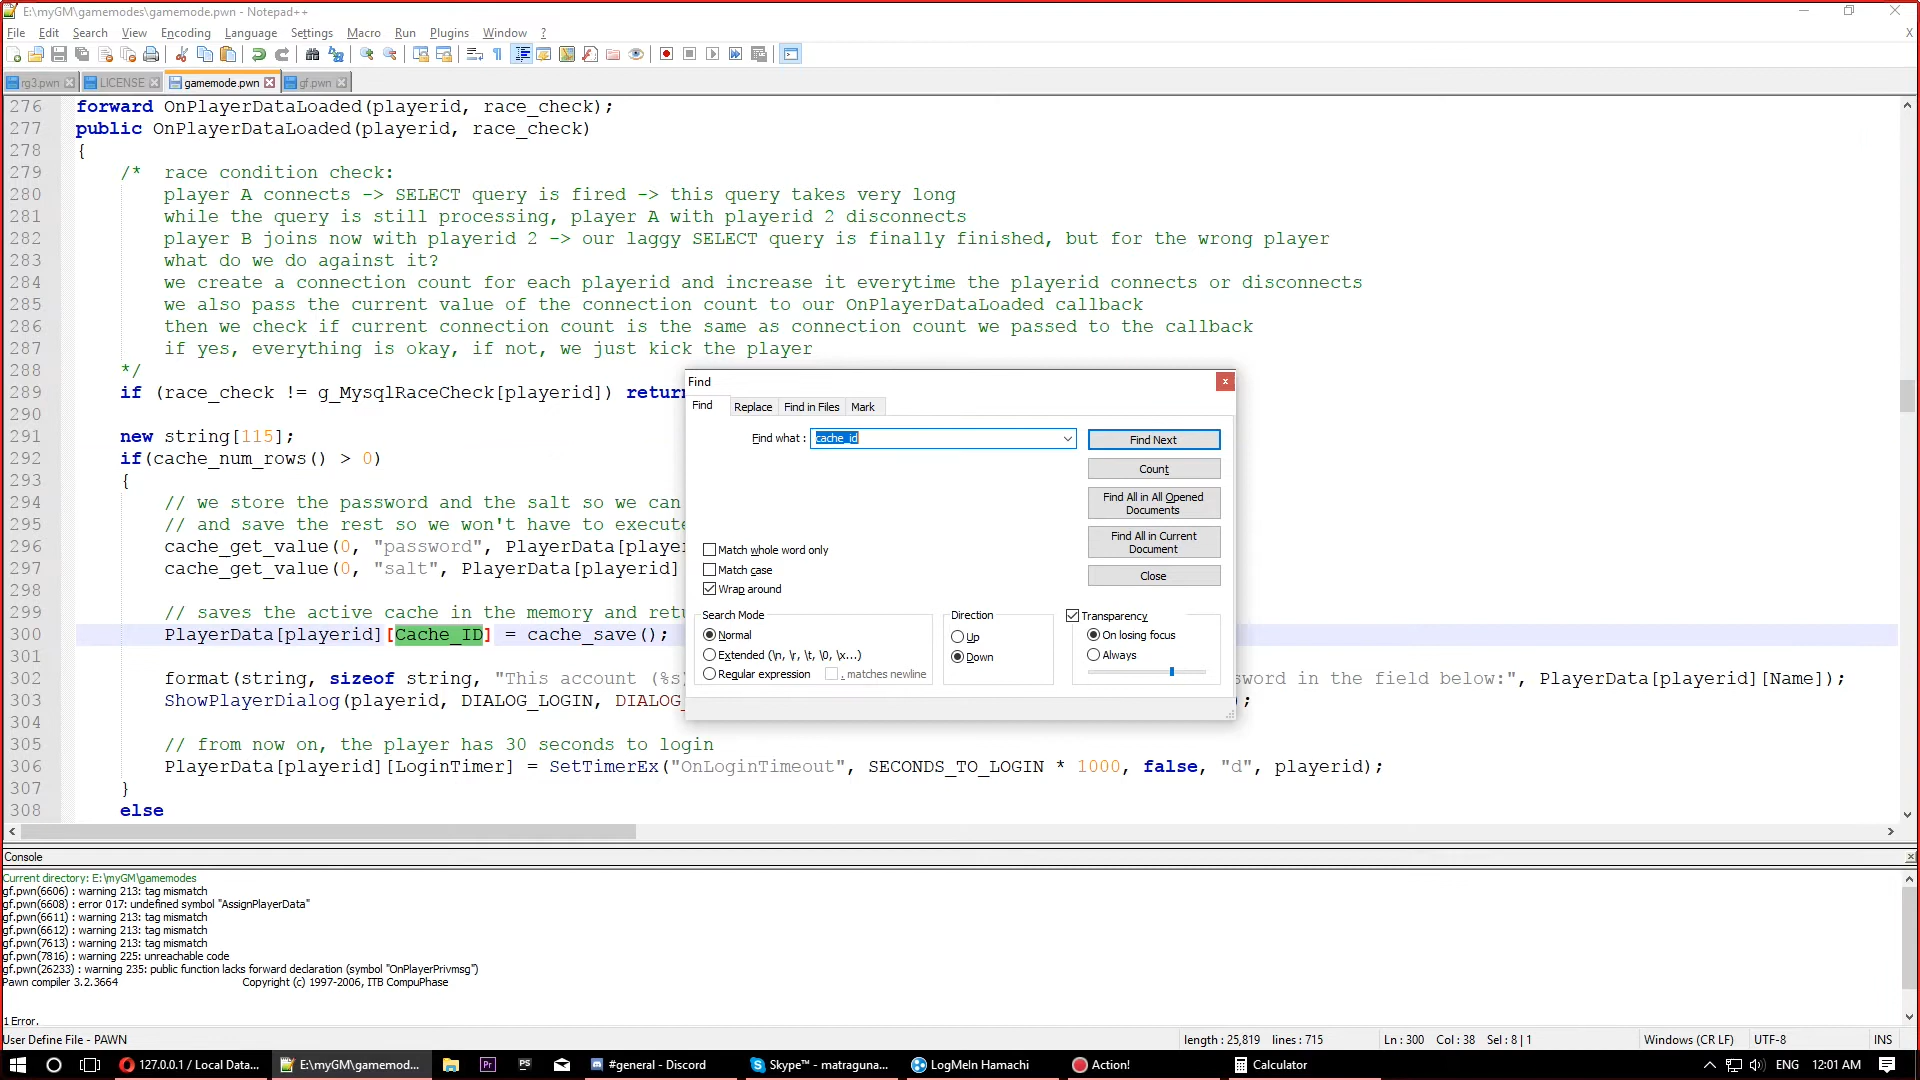 E:\myGM\gamemodes\gamemode.pwn - Notepad++
File Edit Search View Encoding Language Settings Macro Run Plugins Window ? X
rg3.pwn LICENSE gamemode.pwn gf.pwn
276 forward OnPlayerDataLoaded(playerid, race_check);
277 public OnPlayerDataLoaded(playerid, race_check)
278 {
279 /* race condition check:
280 player A connects -> SELECT query is fired -> this query takes very long
281 while the query is still processing, player A with playerid 2 disconnects
282 player B joins now with playerid 2 -> our laggy SELECT query is finally finished, but for the wrong player
283 what do we do against it?
284 we create a connection count for each playerid and increase it everytime the playerid connects or disconnects
285 we also pass the current value of the connection count to our OnPlayerDataLoaded callback
286 then we check if current connection count is the same as connection count we passed to the callback
287 if yes, everything is okay, if not, we just kick the player
288 */
289 if (race_check != g_MysqlRaceCheck[playerid]) return
290
291 new string[115];
292 if(cache_num_rows() > 0)
293 {
294 // we store the password and the salt so we can
295 // and save the rest so we won't have to execute
296 cache_get_value(0, "password", PlayerData[player
297 cache_get_value(0, "salt", PlayerData[playerid]
298
299 // saves the active cache in the memory and retu
300 PlayerData[playerid][Cache_ID] = cache_save();
301
302 format(string, sizeof string, "This account (%s sword in the field below:", PlayerData[playerid][Name]);
303 ShowPlayerDialog(playerid, DIALOG_LOGIN, DIALOG_ ;
304
305 // from now on, the player has 30 seconds to login
306 PlayerData[playerid][LoginTimer] = SetTimerEx("OnLoginTimeout", SECONDS_TO_LOGIN * 1000, false, "d", playerid);
307 }
308 else
Find
Find Replace Find in Files Mark
Find what : cache_id
Find Next
Count
Find All in All Opened Documents
Find All in Current Document
Close
Match whole word only
Match case
Wrap around
Search Mode
Normal
Extended (\n, \r, \t, \0, \x...)
Regular expression . matches newline
Direction
Up
Down
Transparency
On losing focus
Always
Console
Current directory: E:\myGM\gamemodes
gf.pwn(6606) : warning 213: tag mismatch
gf.pwn(6608) : error 017: undefined symbol "AssignPlayerData"
gf.pwn(6611) : warning 213: tag mismatch
gf.pwn(6612) : warning 213: tag mismatch
gf.pwn(7613) : warning 213: tag mismatch
gf.pwn(7816) : warning 225: unreachable code
gf.pwn(26233) : warning 235: public function lacks forward declaration (symbol "OnPlayerPrivmsg")
Pawn compiler 3.2.3664 Copyright (c) 1997-2006, ITB CompuPhase
1 Error.
User Define File - PAWN length : 25,819 lines : 715 Ln : 300 Col : 38 Sel : 8 | 1 Windows (CR LF) UTF-8 INS
127.0.0.1 / Local Data... E:\myGM\gamemod... Pr PS #general - Discord Skype™ - matraguna... LogMeIn Hamachi Action! Calculator ENG 12:01 AM